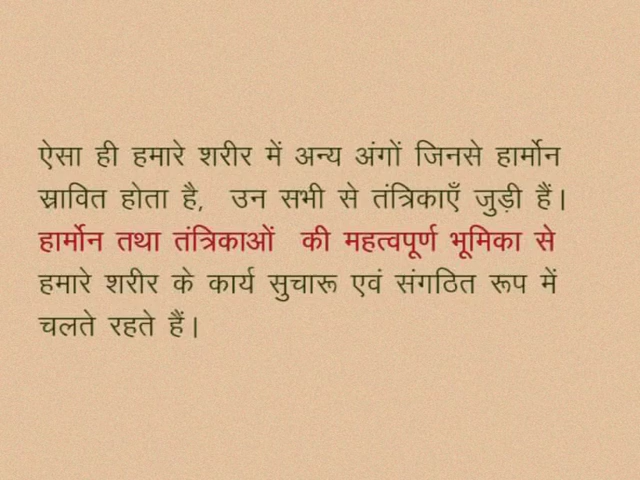 ऐसा ही हमारे शरीर में अन्य अंगों जिनसे हार्मोन
स्रावित होता है, उन सभी से तंत्रिकाएँ जुड़ी हैं।
हार्मोन तथा तंत्रिकाओं की महत्वपूर्ण भूमिका से
हमारे शरीर के कार्य सुचारू एवं संगठित रूप में
चलते रहते हैं।